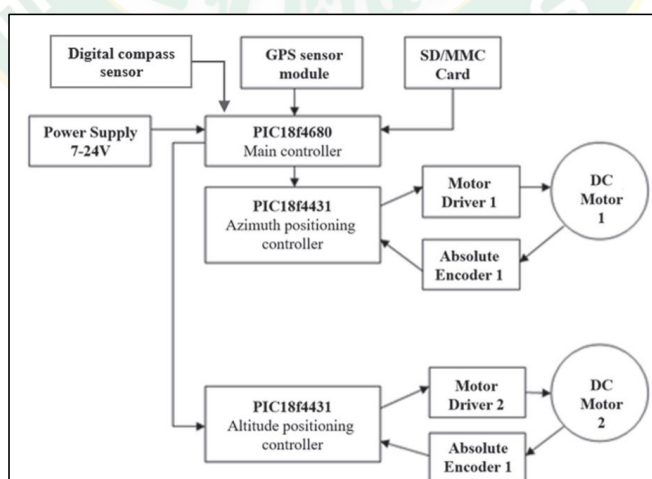 Digital compass
sensor
GPS sensor
module
SD/MMC
Card
Power Supply
7-24V
PIC18f4680
Main controller
PIC18f4431
Azimuth positioning
controller
Motor
Driver 1
DC
Motor
1
Absolute
Encoder 1
PIC18f4431
Altitude positioning
controller
Motor
Driver 2
DC
Motor
2
Absolute
Encoder 1